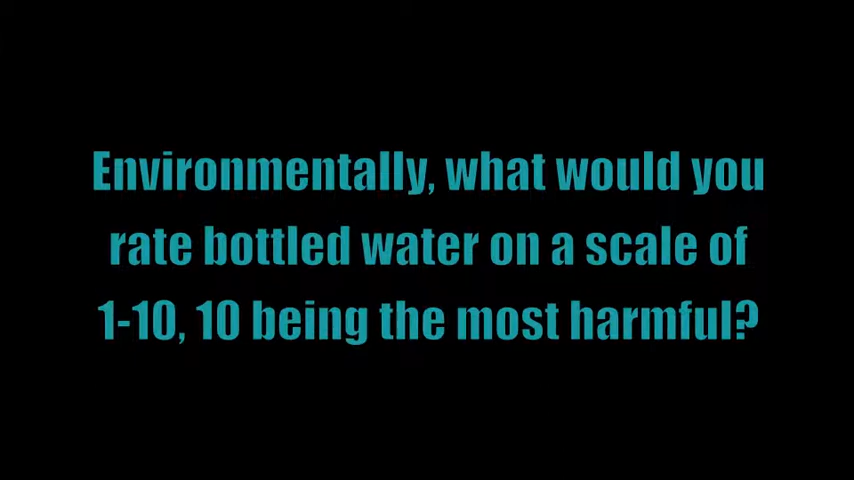 Environmentally, what would you
rate bottled water on a scale of
1-10, 10 being the most harmful?